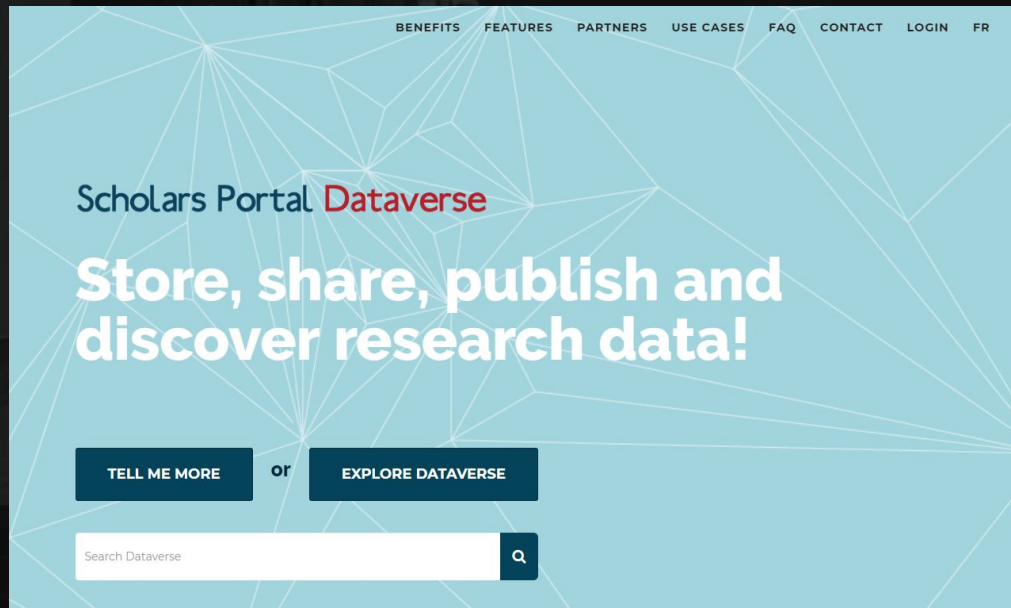 BENEFITS FEATURES PARTNERS USE CASES FAQ CONTACT LOGIN FR
Scholars Portal Dataverse
Store, share, publish and
discover research data!
TELL ME MORE or EXPLORE DATAVERSE
Search Dataverse